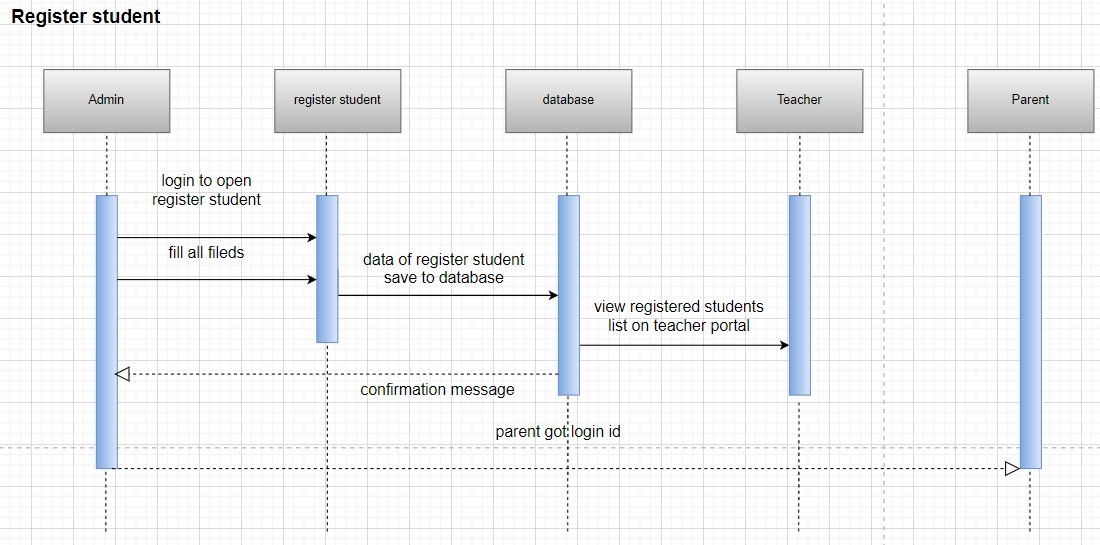 Register student
Admin
register student
database
Teacher
Parent
login to open
register student
fill all fileds
data of register student
save to database
view registered students
list on teacher portal
confirmation message
parent got login id